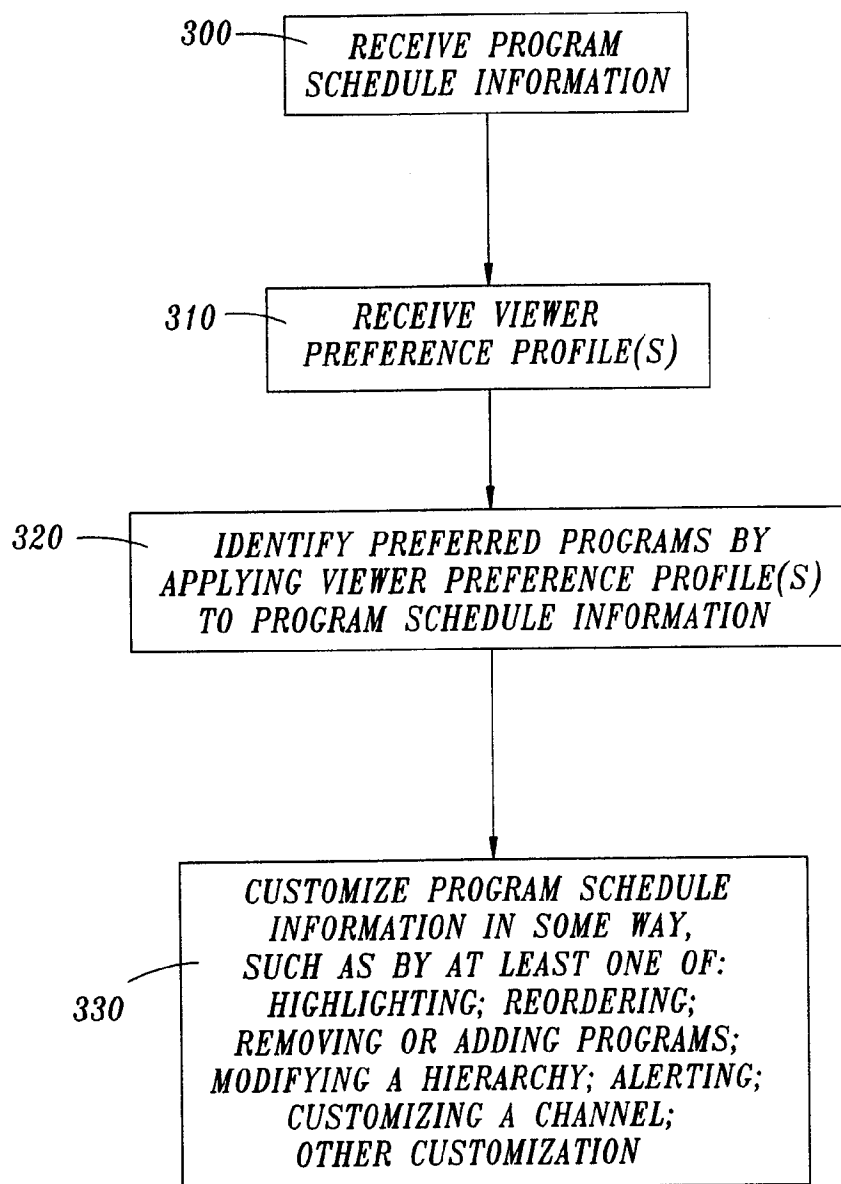 300
RECEIVE PROGRAM
SCHEDULE INFORMATION
310
RECEIVE VIEWER
PREFERENCE PROFILE(S)
320
IDENTIFY PREFERRED PROGRAMS BY
APPLYING VIEWER PREFERENCE PROFILE(S)
TO PROGRAM SCHEDULE INFORMATION
330
CUSTOMIZE PROGRAM SCHEDULE
INFORMATION IN SOME WAY,
SUCH AS BY AT LEAST ONE OF:
HIGHLIGHTING; REORDERING;
REMOVING OR ADDING PROGRAMS;
MODIFYING A HIERARCHY; ALERTING;
CUSTOMIZING A CHANNEL;
OTHER CUSTOMIZATION